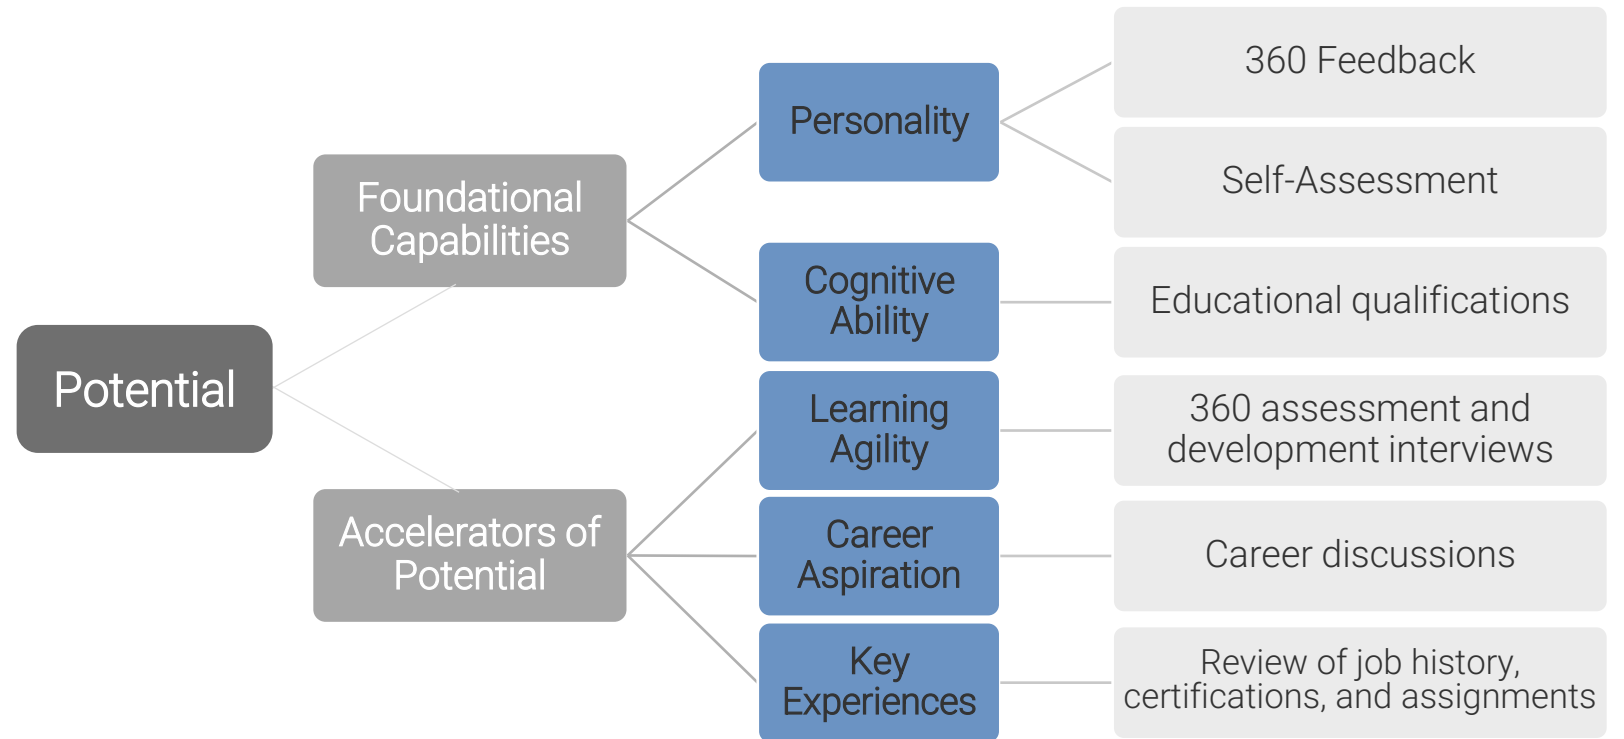 Potential
Foundational
Capabilities
Accelerators of
Potential
Personality
Cognitive
Ability
Learning
Agility
Career
Aspiration
Key
Experiences
360 Feedback
Self-Assessment
Educational qualifications
360 assessment and
development interviews
Career discussions
Review of job history,
certifications, and assignments